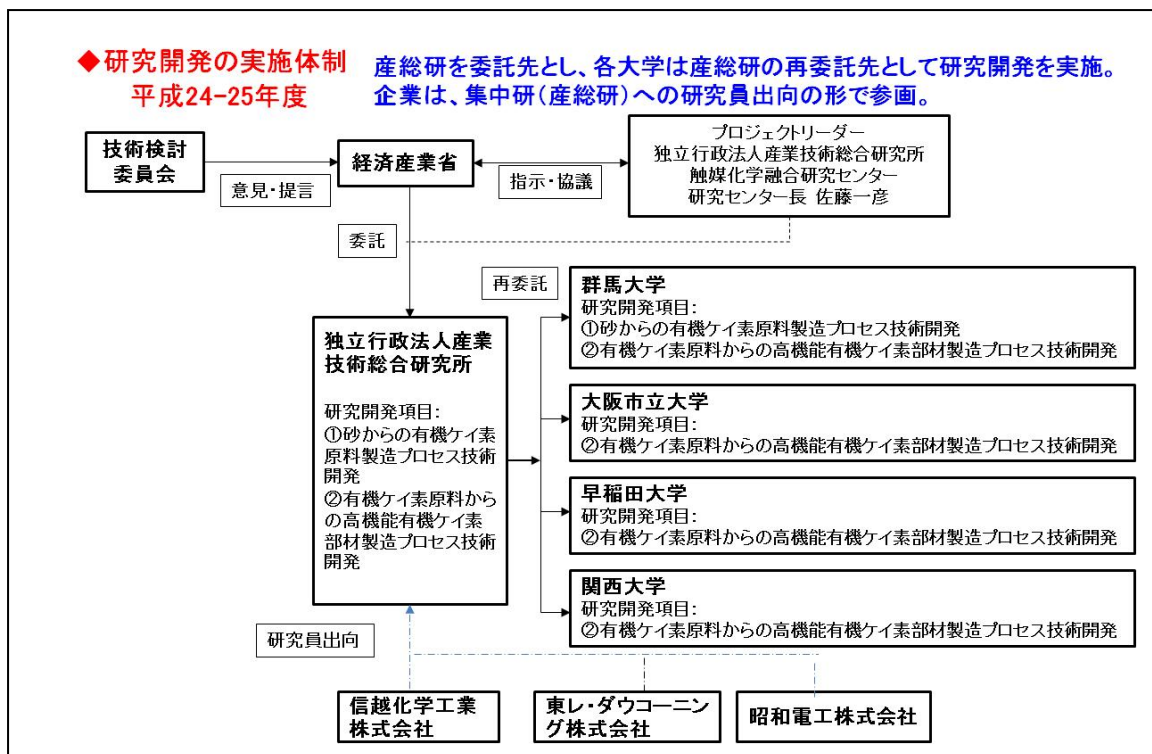 ◆研究開発の実施体制
平成24-25年度
産総研を委託先とし、各大学は産総研の再委託先として研究開発を実施。
企業は、集中研(産総研)への研究員出向の形で参画。
技術検討
委員会
意見・提言
経済産業省
指示・協議
プロジェクトリーダー
独立行政法人産業技術総合研究所
触媒化学融合研究センター
研究センター長 佐藤一彦
委託
再委託
独立行政法人産業
技術総合研究所
研究開発項目:
①砂からの有機ケイ素
原料製造プロセス技術
開発
②有機ケイ素原料から
の高機能有機ケイ素
部材製造プロセス技術
開発
群馬大学
研究開発項目:
①砂からの有機ケイ素原料製造プロセス技術開発
②有機ケイ素原料からの高機能有機ケイ素部材製造プロセス技術開発
大阪市立大学
研究開発項目:
②有機ケイ素原料からの高機能有機ケイ素部材製造プロセス技術開発
早稲田大学
研究開発項目:
②有機ケイ素原料からの高機能有機ケイ素部材製造プロセス技術開発
関西大学
研究開発項目:
②有機ケイ素原料からの高機能有機ケイ素部材製造プロセス技術開発
研究員出向
信越化学工業
株式会社
東レ・ダウコーニン
グ株式会社
昭和電工株式会社